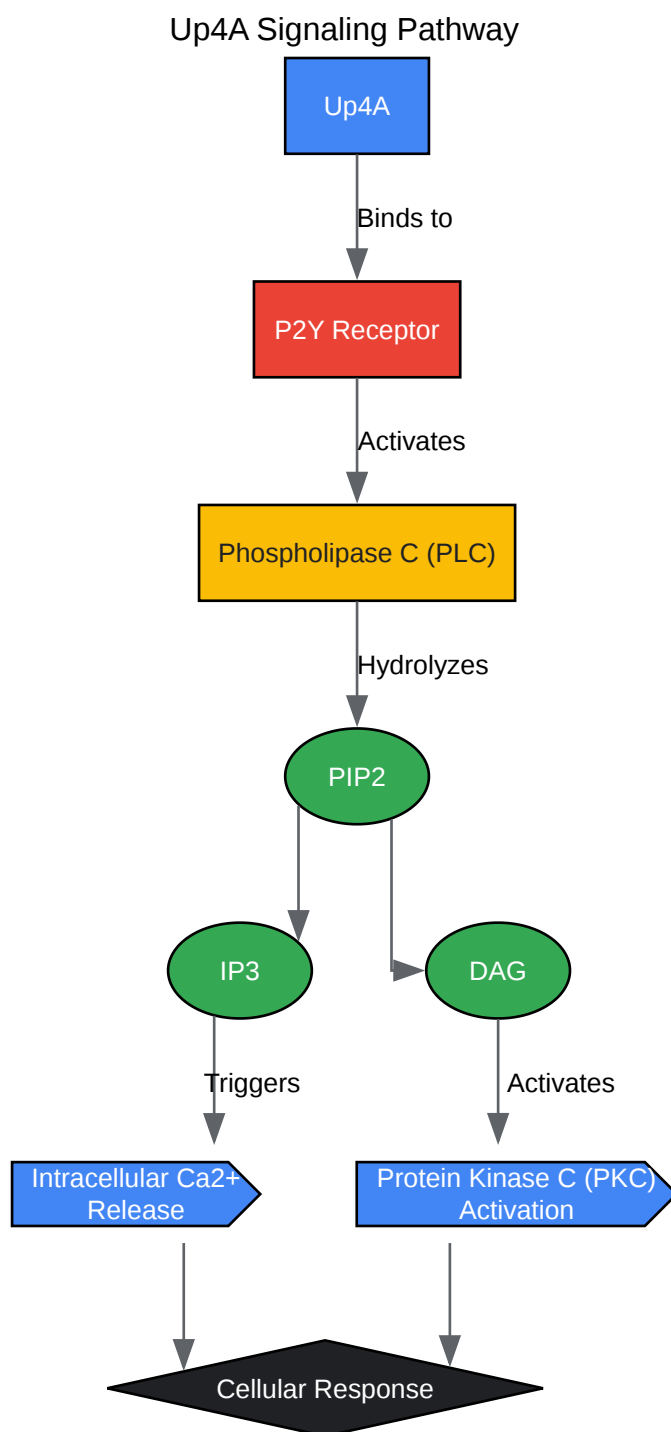 Up4A Signaling Pathway
Up4A
Binds to
P2Y Receptor
Activates
Phospholipase C (PLC)
Hydrolyzes
PIP2
IP3
DAG
Triggers
Activates
Intracellular Ca2+
Release
Protein Kinase C (PKC)
Activation
Cellular Response